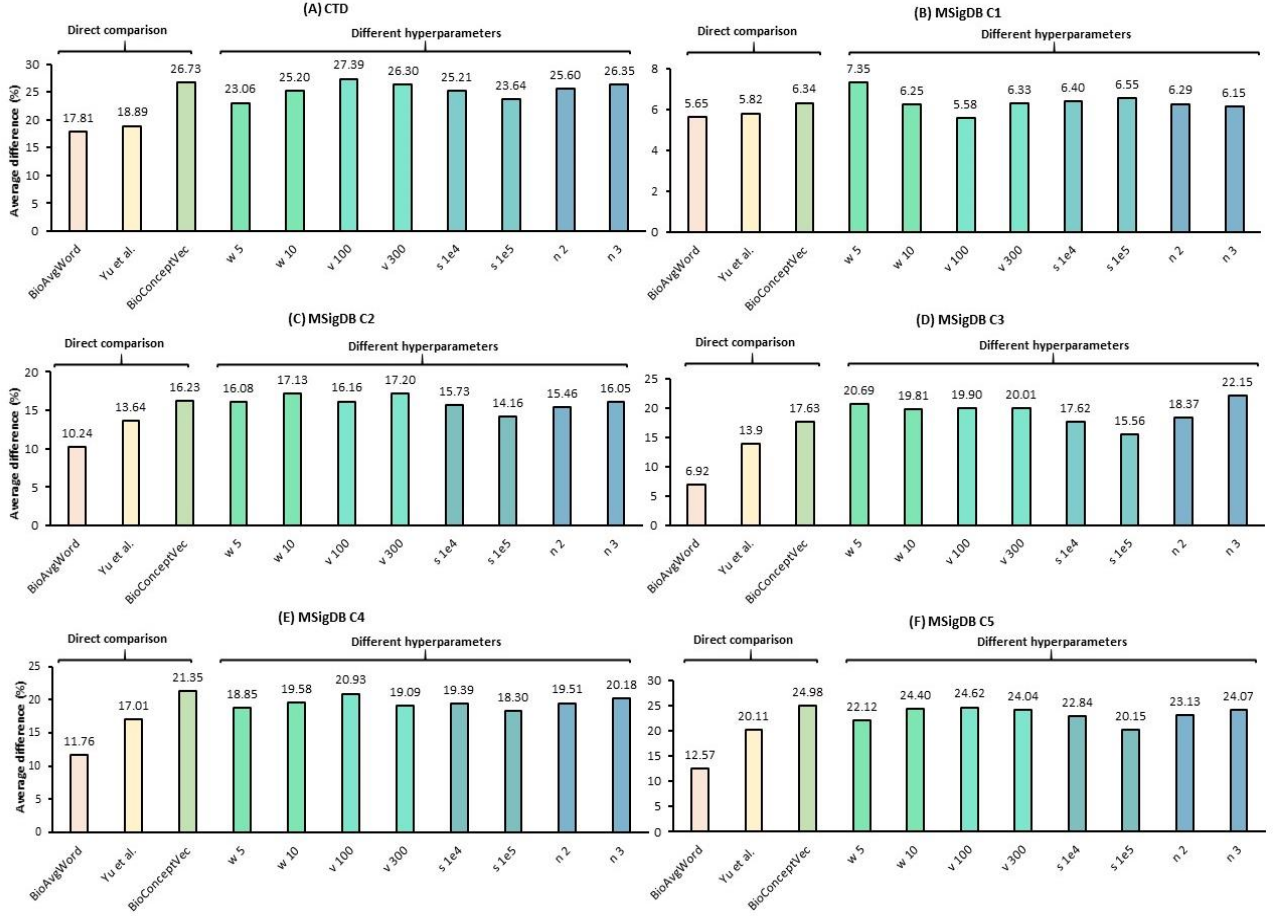 (A) CTD
Direct comparison
Different hyperparameters
Average difference (%)
30
25
20
15
10
5
0
17.81
18.89
26.73
23.06
25.20
27.39
26.30
25.21
23.64
25.60
26.35
BioAvgWord
Yu et al.
BioConceptVec
w 5
w 10
v 100
v 300
s 1e4
s 1e5
n 2
n 3
(B) MSigDB C1
Direct comparison
Different hyperparameters
8
6
4
2
0
5.65
5.82
6.34
7.35
6.25
5.58
6.33
6.40
6.55
6.29
6.15
BioAvgWord
Yu et al.
BioConceptVec
w 5
w 10
v 100
v 300
s 1e4
s 1e5
n 2
n 3
(C) MSigDB C2
Direct comparison
Different hyperparameters
Average difference (%)
20
15
10
5
0
10.24
13.64
16.23
16.08
17.13
16.16
17.20
15.73
14.16
15.46
16.05
BioAvgWord
Yu et al.
BioConceptVec
w 5
w 10
v 100
v 300
s 1e4
s 1e5
n 2
n 3
(D) MSigDB C3
Direct comparison
Different hyperparameters
25
20
15
10
5
0
6.92
13.9
17.63
20.69
19.81
19.90
20.01
17.62
15.56
18.37
22.15
BioAvgWord
Yu et al.
BioConceptVec
w 5
w 10
v 100
v 300
s 1e4
s 1e5
n 2
n 3
(E) MSigDB C4
Direct comparison
Different hyperparameters
Average difference (%)
25
20
15
10
5
0
11.76
17.01
21.35
18.85
19.58
20.93
19.09
19.39
18.30
19.51
20.18
BioAvgWord
Yu et al.
BioConceptVec
w 5
w 10
v 100
v 300
s 1e4
s 1e5
n 2
n 3
(F) MSigDB C5
Direct comparison
Different hyperparameters
30
25
20
15
10
5
0
12.57
20.11
24.98
22.12
24.40
24.62
24.04
22.84
20.15
23.13
24.07
BioAvgWord
Yu et al.
BioConceptVec
w 5
w 10
v 100
v 300
s 1e4
s 1e5
n 2
n 3